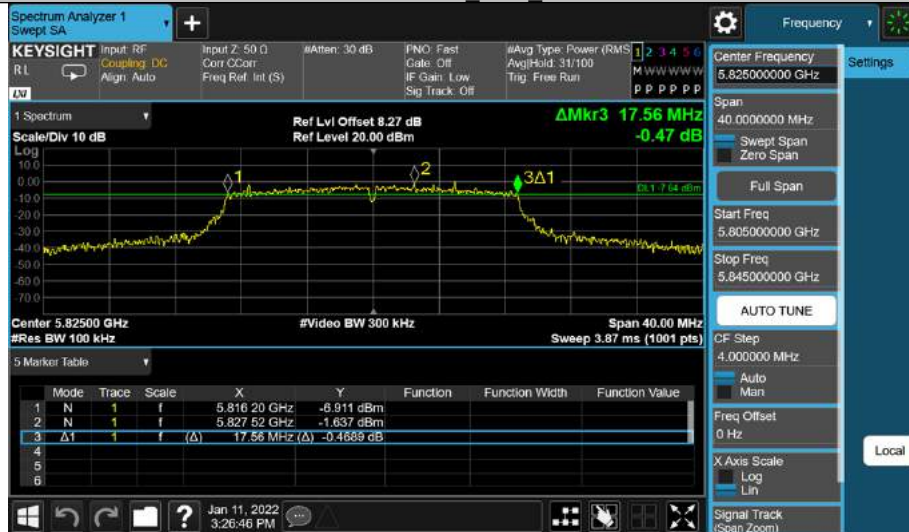 Spectrum Analyzer 1
Swept SA
+
Frequency
KEYSIGHT
RL
LXI
Input: RF
Coupling: DC
Align: Auto
Input Z: 50 Ω
Corr CCorr
Freq Ref: Int (S)
#Atten: 30 dB
PNO: Fast
Gate: Off
IF Gain: Low
Sig Track: Off
#Avg Type: Power (RMS
Avg|Hold: 31/100
Trig: Free Run
1 2 3 4 5 6
M W W W W W
P P P P P P
1 Spectrum
Scale/Div 10 dB
Ref Lvl Offset 8.27 dB
Ref Level 20.00 dBm
ΔMkr3 17.56 MHz
-0.47 dB
Log
10.0
0.00
-10.0
-20.0
-30.0
-40.0
-50.0
-60.0
-70.0
1
2
3Δ1
DL1 -7.64 dBm
Center 5.82500 GHz
#Res BW 100 kHz
#Video BW 300 kHz
Span 40.00 MHz
Sweep 3.87 ms (1001 pts)
5 Marker Table
Mode Trace Scale X Y Function Function Width Function Value
1 N 1 f 5.816 20 GHz -6.911 dBm
2 N 1 f 5.827 52 GHz -1.637 dBm
3 Δ1 1 f (Δ) 17.56 MHz (Δ) -0.4689 dB
4
5
6
?
Jan 11, 2022
3:26:46 PM
Center Frequency
5.825000000 GHz
Span
40.0000000 MHz
Swept Span
Zero Span
Full Span
Start Freq
5.805000000 GHz
Stop Freq
5.845000000 GHz
AUTO TUNE
CF Step
4.000000 MHz
Auto
Man
Freq Offset
0 Hz
X Axis Scale
Log
Lin
Signal Track
(Span Zoom)
Settings
Local